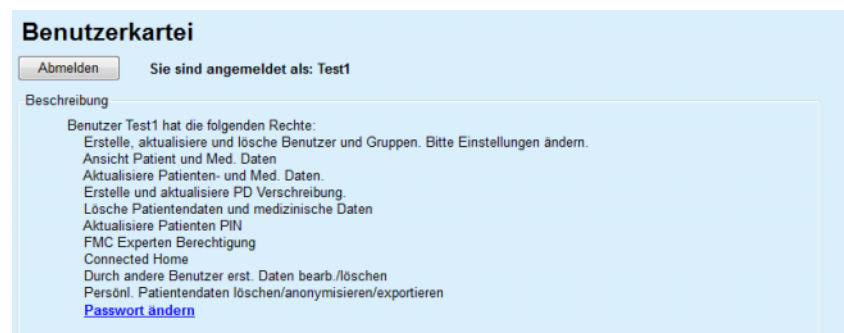 Benutzerkartei
Abmelden Sie sind angemeldet als: Test1
Beschreibung
Benutzer Test1 hat die folgenden Rechte:
Erstelle, aktualisiere und lösche Benutzer und Gruppen. Bitte Einstellungen ändern.
Ansicht Patient und Med. Daten
Aktualisiere Patienten- und Med. Daten.
Erstelle und aktualisiere PD Verschreibung.
Lösche Patientendaten und medizinische Daten
Aktualisiere Patienten PIN
FMC Experten Berechtigung
Connected Home
Durch andere Benutzer erst. Daten bearb./löschen
Persönl. Patientendaten löschen/anonymisieren/exportieren
Passwort ändern